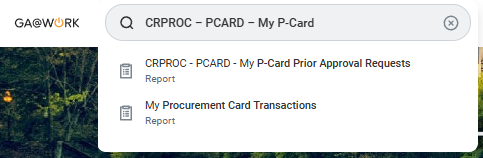 GA@WORK
CRPROC – PCARD – My P-Card
CRPROC - PCARD - My P-Card Prior Approval Requests
Report
My Procurement Card Transactions
Report